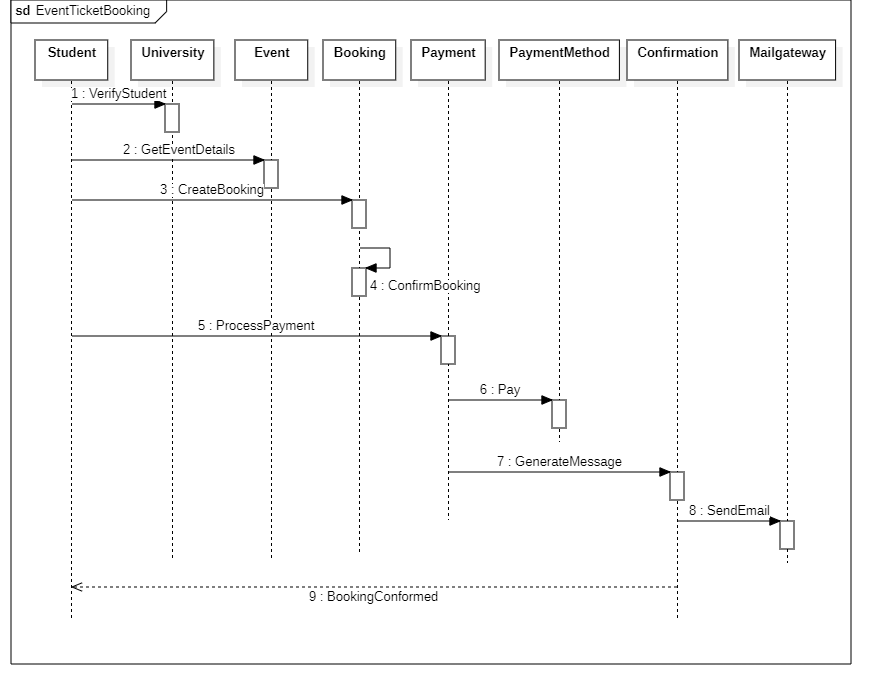 sd EventTicketBooking
Student University Event Booking Payment PaymentMethod Confirmation Mailgateway
1 : VerifyStudent
2 : GetEventDetails
3 : CreateBooking
4 : ConfirmBooking
5 : ProcessPayment
6 : Pay
7 : GenerateMessage
8 : SendEmail
9 : BookingConformed